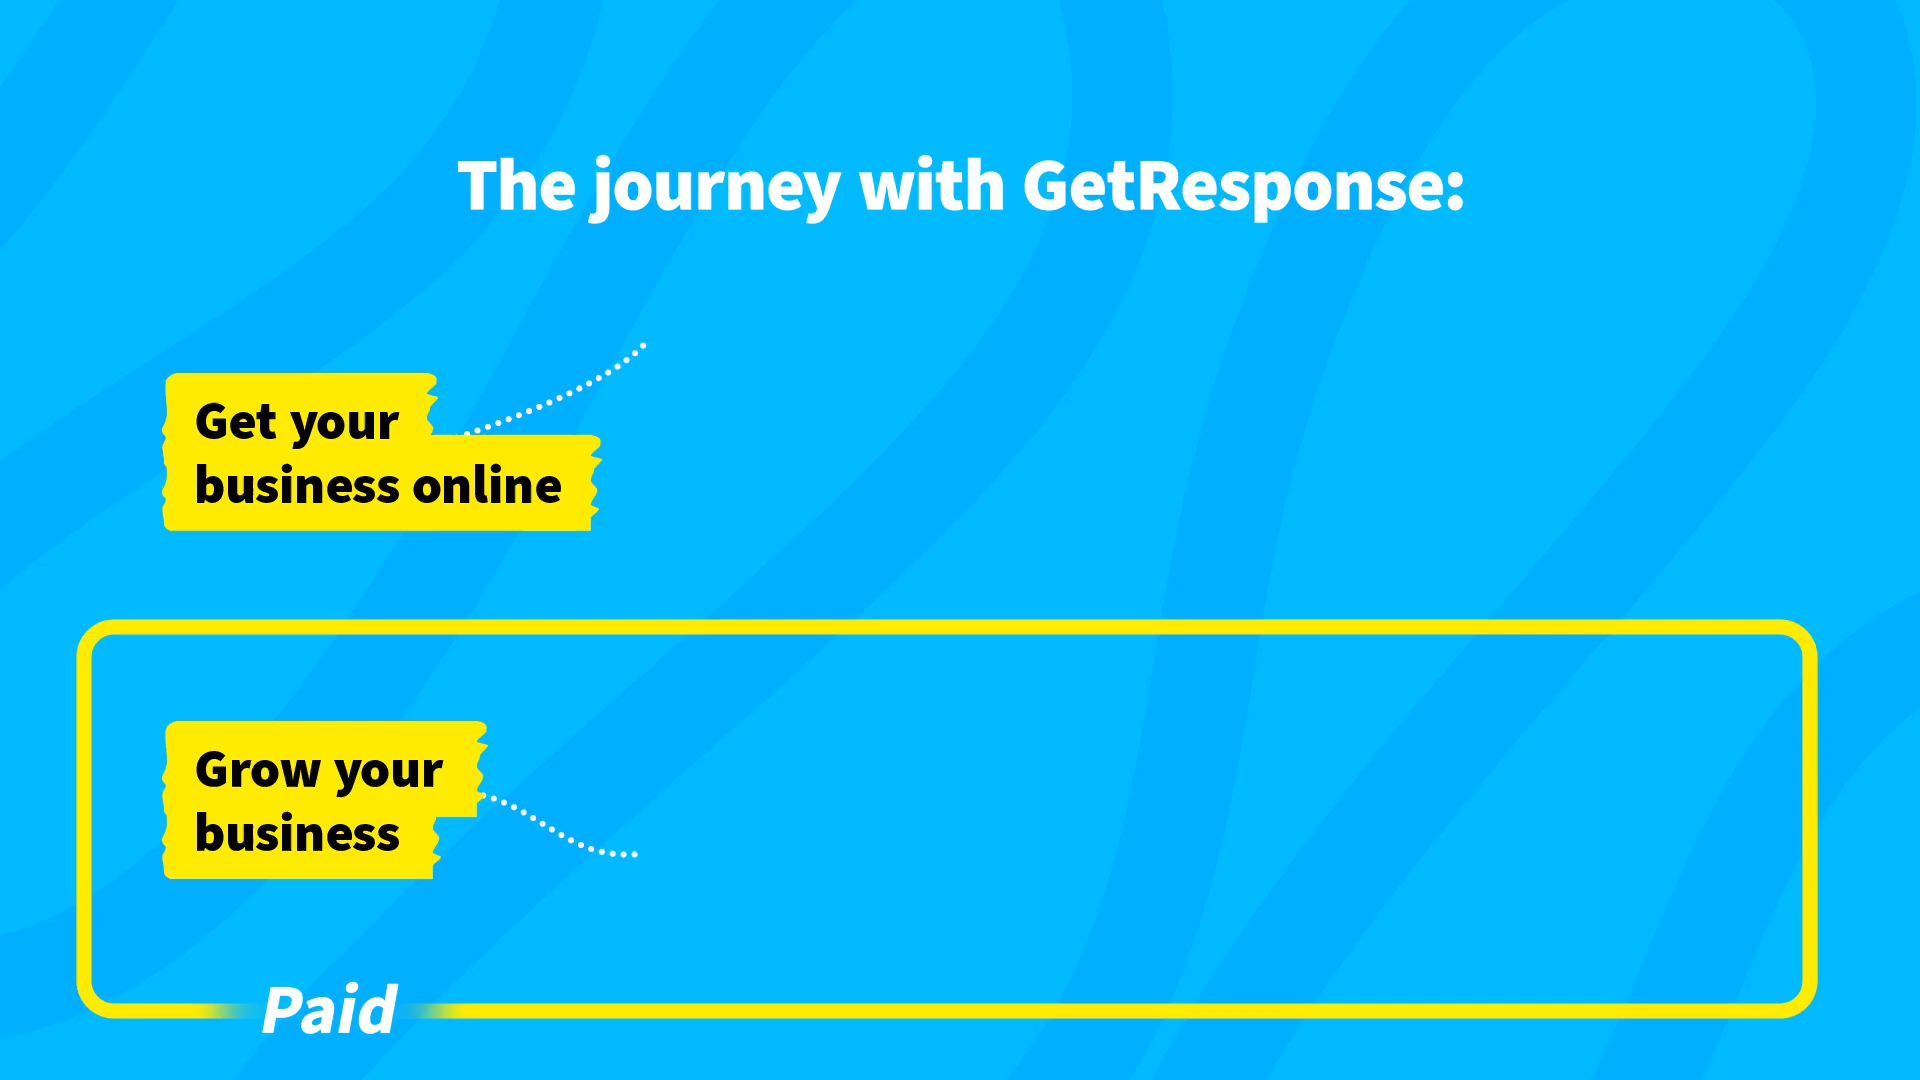 The journey with GetResponse:
Get your
business online
Grow your
business
Paid